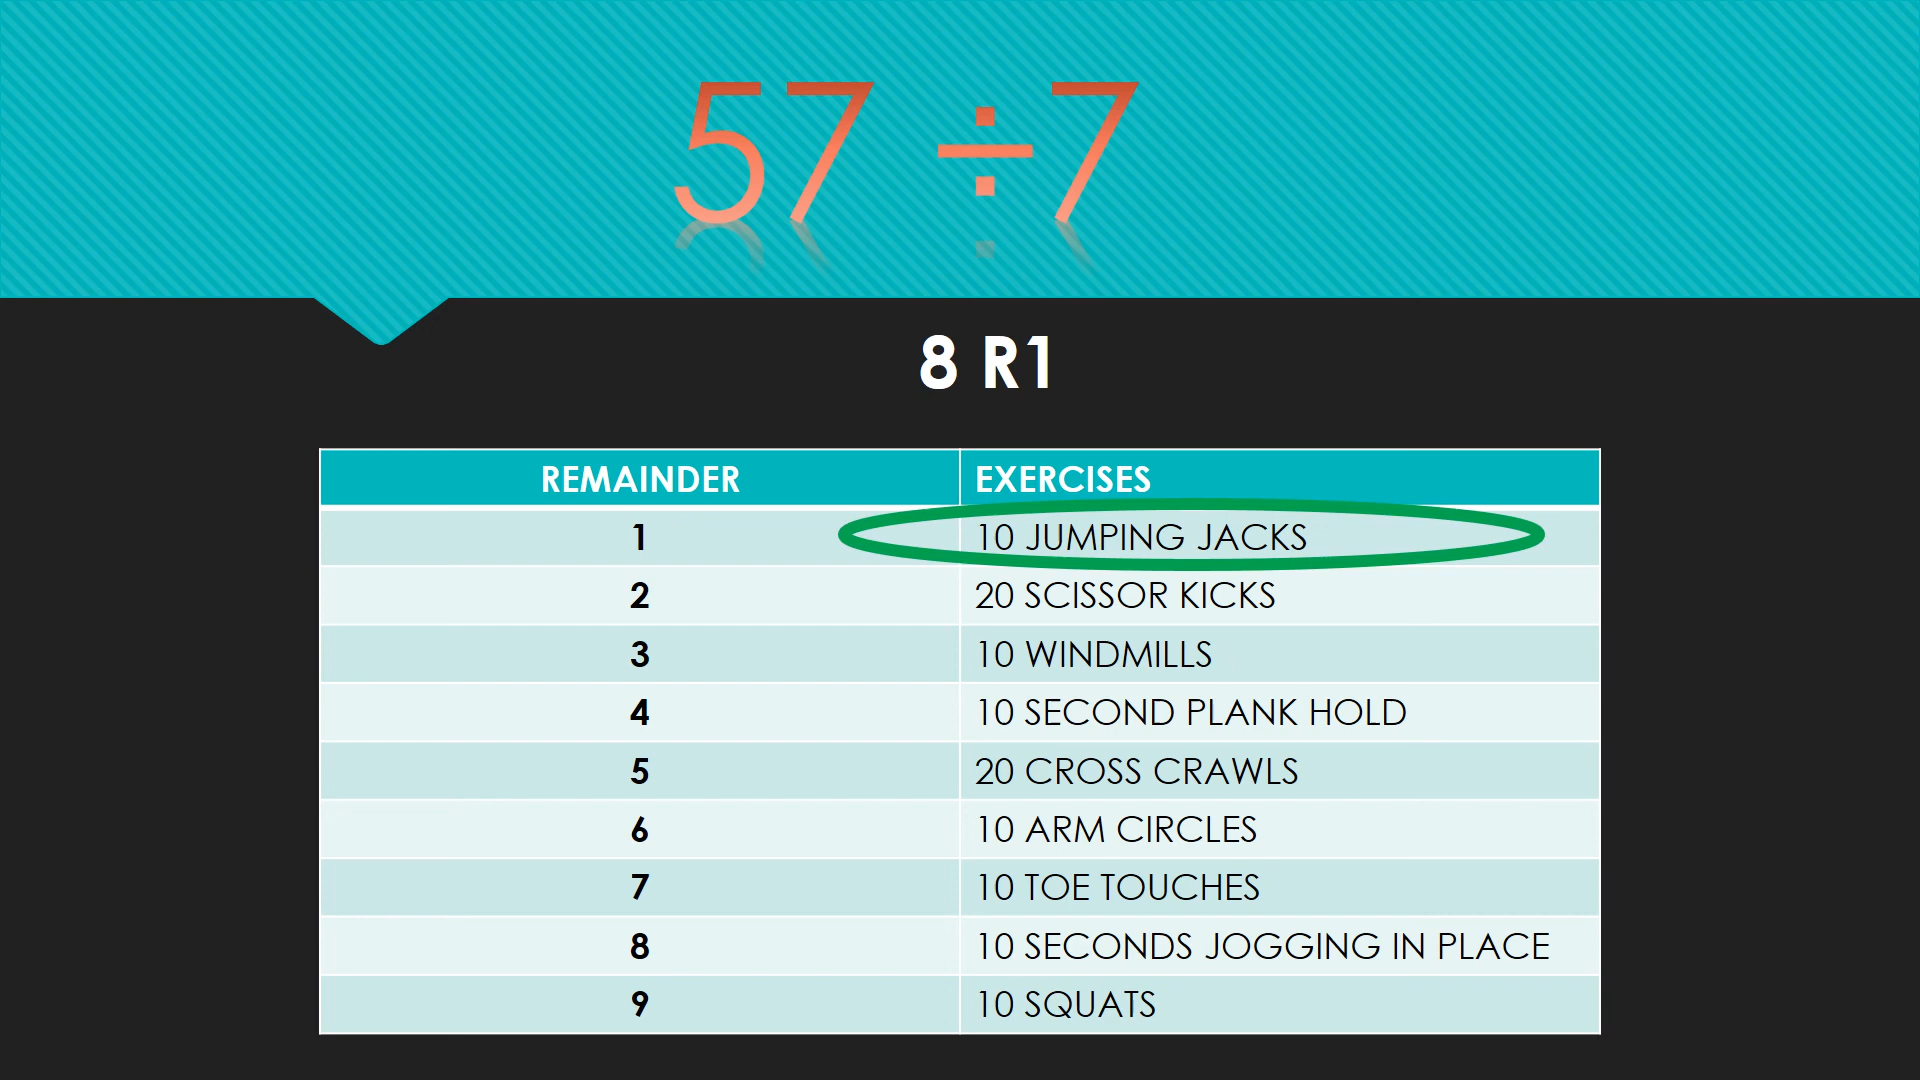 57 ÷7
8 R1
REMAINDER EXERCISES
1 10 JUMPING JACKS
2 20 SCISSOR KICKS
3 10 WINDMILLS
4 10 SECOND PLANK HOLD
5 20 CROSS CRAWLS
6 10 ARM CIRCLES
7 10 TOE TOUCHES
8 10 SECONDS JOGGING IN PLACE
9 10 SQUATS